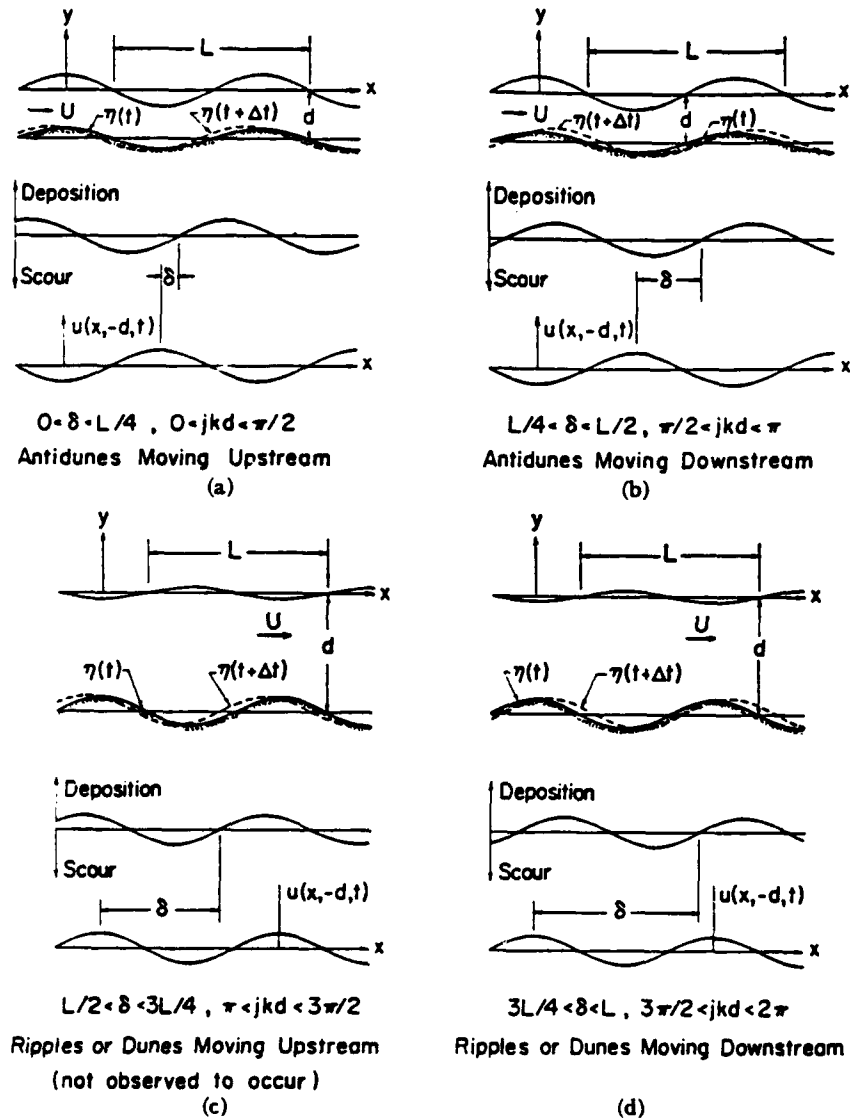 y
L
x
U
η(t)
η(t+Δt)
d
Deposition
Scour
δ
u(x,-d,t)
x
O<δ<L/4 , O<jkd<π/2
Antidunes Moving Upstream
(a)
y
L
x
U
η(t+Δt)
d
η(t)
Deposition
Scour
δ
u(x,-d,t)
x
L/4<δ<L/2, π/2<jkd<π
Antidunes Moving Downstream
(b)
y
L
x
U
d
η(t)
η(t+Δt)
Deposition
Scour
δ
u(x,-d,t)
x
L/2<δ<3L/4 , π<jkd<3π/2
Ripples or Dunes Moving Upstream
(not observed to occur)
(c)
y
L
x
U
d
η(t)
η(t+Δt)
Deposition
Scour
δ
u(x,-d,t)
x
3L/4<δ<L , 3π/2<jkd<2π
Ripples or Dunes Moving Downstream
(d)